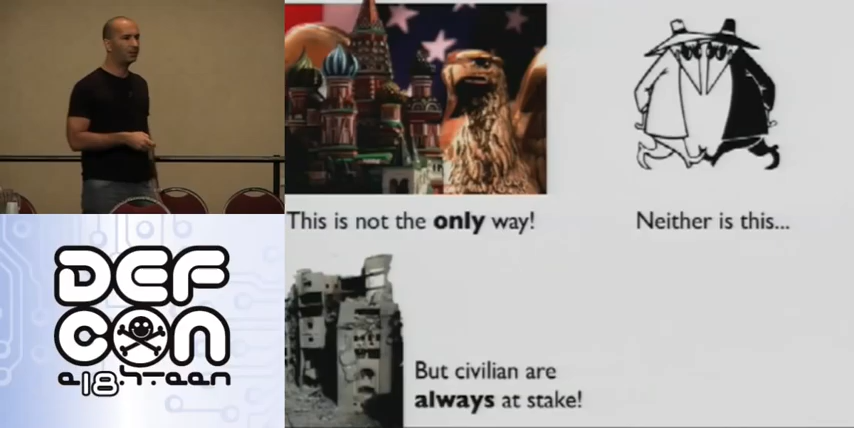 This is not the only way!
Neither is this...
But civilian are
always at stake!
DEF
CON
e18hteen